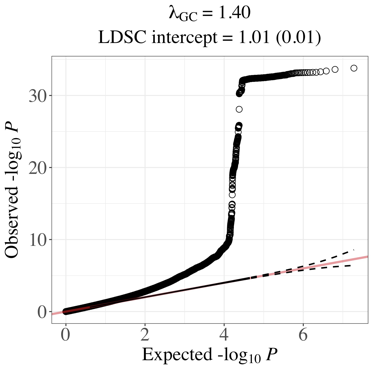 λGC = 1.40
LDSC intercept = 1.01 (0.01)
Observed -log10 P
30
20
10
0
0 2 4 6
Expected -log10 P